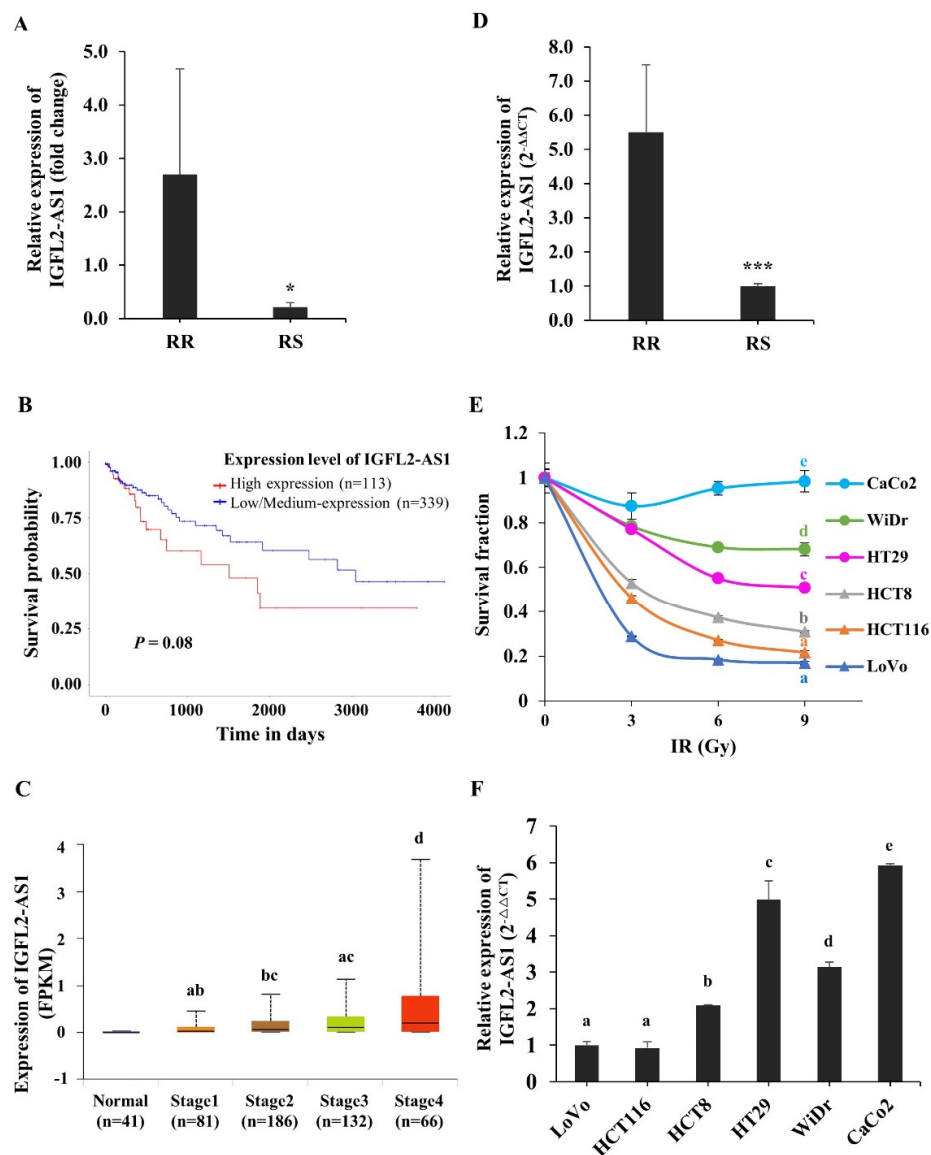 A
Relative expression of
IGFL2-AS1 (fold change)
5.0
4.0
3.0
2.0
1.0
0.0
*
RR
RS
B
Survival probability
1.00
0.75
0.50
0.25
0.00
Expression level of IGFL2-AS1
High expression (n=113)
Low/Medium-expression (n=339)
P = 0.08
0
1000
2000
3000
4000
Time in days
C
Expression of IGFL2-AS1
(FPKM)
4
3
2
1
0
-1
ab
bc
ac
d
Normal
(n=41)
Stage1
(n=81)
Stage2
(n=186)
Stage3
(n=132)
Stage4
(n=66)
D
Relative expression of
IGFL2-AS1 (2-ΔΔCT)
8.0
7.0
6.0
5.0
4.0
3.0
2.0
1.0
0.0
***
RR
RS
E
Survival fraction
1.2
1
0.8
0.6
0.4
0.2
0
e
d
c
b
a
a
0
3
6
9
IR (Gy)
CaCo2
WiDr
HT29
HCT8
HCT116
LoVo
F
Relative expression of
IGFL2-AS1 (2-△△CT)
7
6
5
4
3
2
1
0
a
a
b
c
d
e
LoVo
HCT116
HCT8
HT29
WiDr
CaCo2